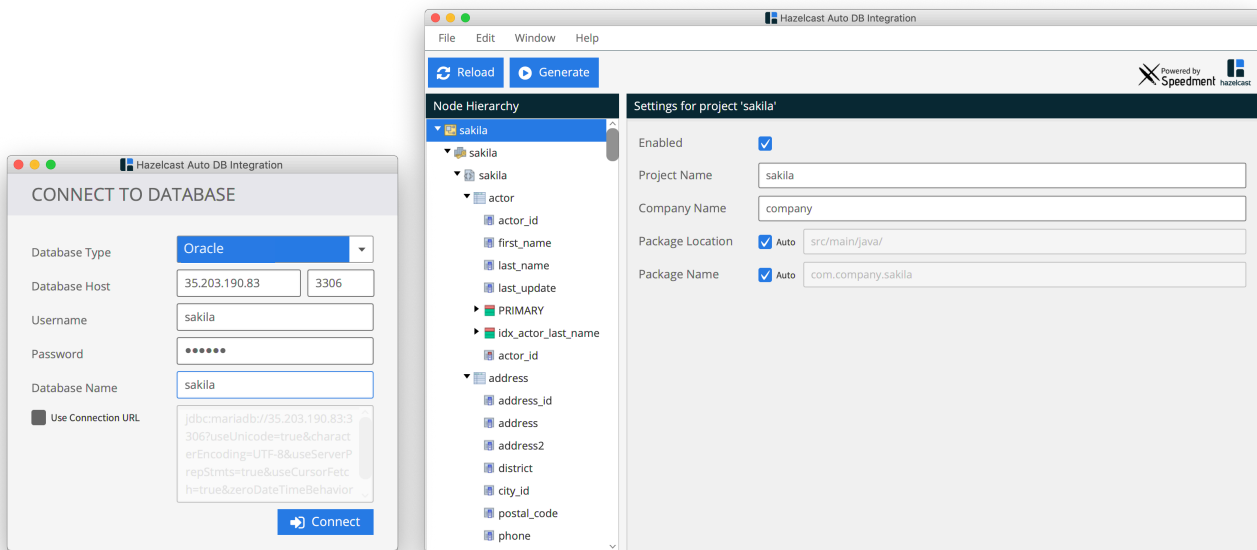 Hazelcast Auto DB Integration
CONNECT TO DATABASE
Database Type
Oracle
Database Host
35.203.190.83
3306
Username
sakila
Password
●●●●●●
Database Name
sakila
Use Connection URL
jdbc:mariadb://35.203.190.83:3
306?useUnicode=true&charact
erEncoding=UTF-8&useServerP
repStmts=true&useCursorFetc
h=true&zeroDateTimeBehavior
Connect
Hazelcast Auto DB Integration
File Edit Window Help
Reload
Generate
Powered by
Speedment
hazelcast
Node Hierarchy
sakila
sakila
sakila
actor
actor_id
first_name
last_name
last_update
PRIMARY
idx_actor_last_name
actor_id
address
address_id
address
address2
district
city_id
postal_code
phone
Settings for project 'sakila'
Enabled
Project Name
sakila
Company Name
company
Package Location
Auto
src/main/java/
Package Name
Auto
com.company.sakila